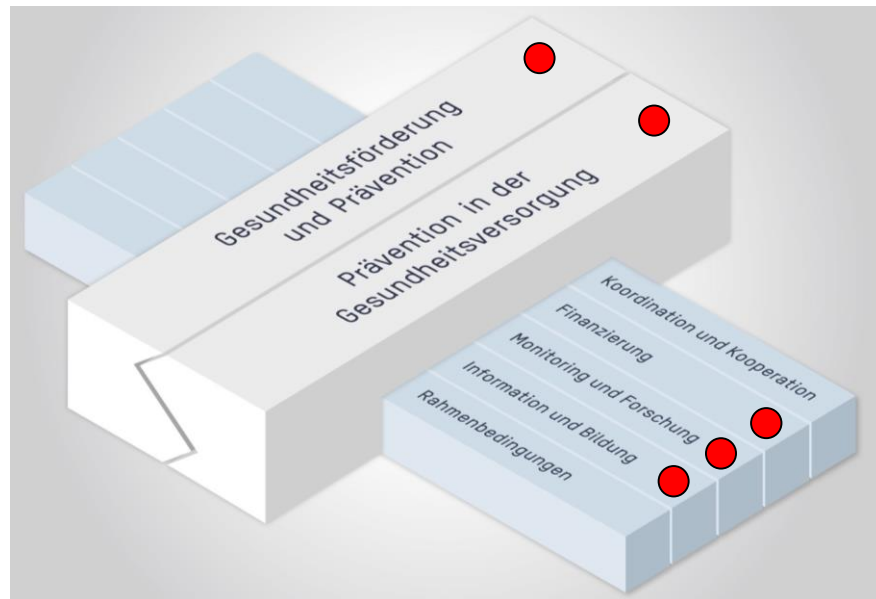 Gesundheitsförderung
und Prävention
Prävention in der
Gesundheitsversorgung
Koordination und Kooperation
Finanzierung
Monitoring und Forschung
Information und Bildung
Rahmenbedingungen